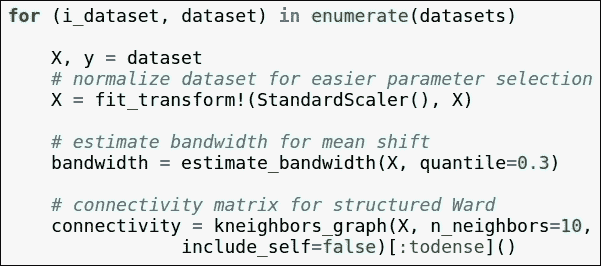 for (i_dataset, dataset) in enumerate(datasets)
X, y = dataset
# normalize dataset for easier parameter selection
X = fit_transform!(StandardScaler(), X)
# estimate bandwidth for mean shift
bandwidth = estimate_bandwidth(X, quantile=0.3)
# connectivity matrix for structured Ward
connectivity = kneighbors_graph(X, n_neighbors=10,
include_self=false)[:todense]()